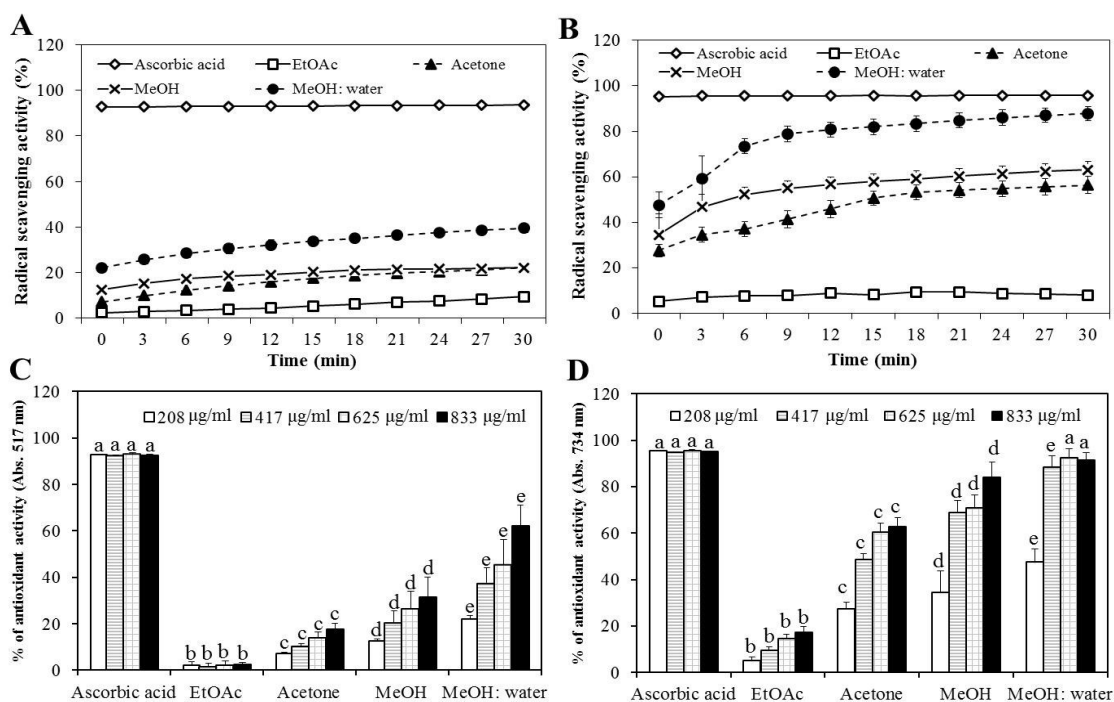 A
120
100
80
60
40
20
0
Radical scavenging activity (%)
Ascorbic acid EtOAc Acetone
MeOH MeOH: water
0 3 6 9 12 15 18 21 24 27 30
Time (min)
B
120
100
80
60
40
20
0
Radical scavenging activity (%)
Ascrobic acid EtOAc Acetone
MeOH MeOH: water
0 3 6 9 12 15 18 21 24 27 30
Time (min)
C
120
100
80
60
40
20
0
% of antioxidant activity (Abs. 517 nm)
208 µg/ml 417 µg/ml 625 µg/ml 833 µg/ml
a a a a
b b b b
c c c c
d d d d
e e e e
Ascorbic acid EtOAc Acetone MeOH MeOH: water
D
120
100
80
60
40
20
0
% of antioxidant activity (Abs. 734 nm)
208 µg/ml 417 µg/ml 625 µg/ml 833 µg/ml
a a a a
b b b b
c c c c
d d d d
e e a a
Ascorbic acid EtOAc Acetone MeOH MeOH: water